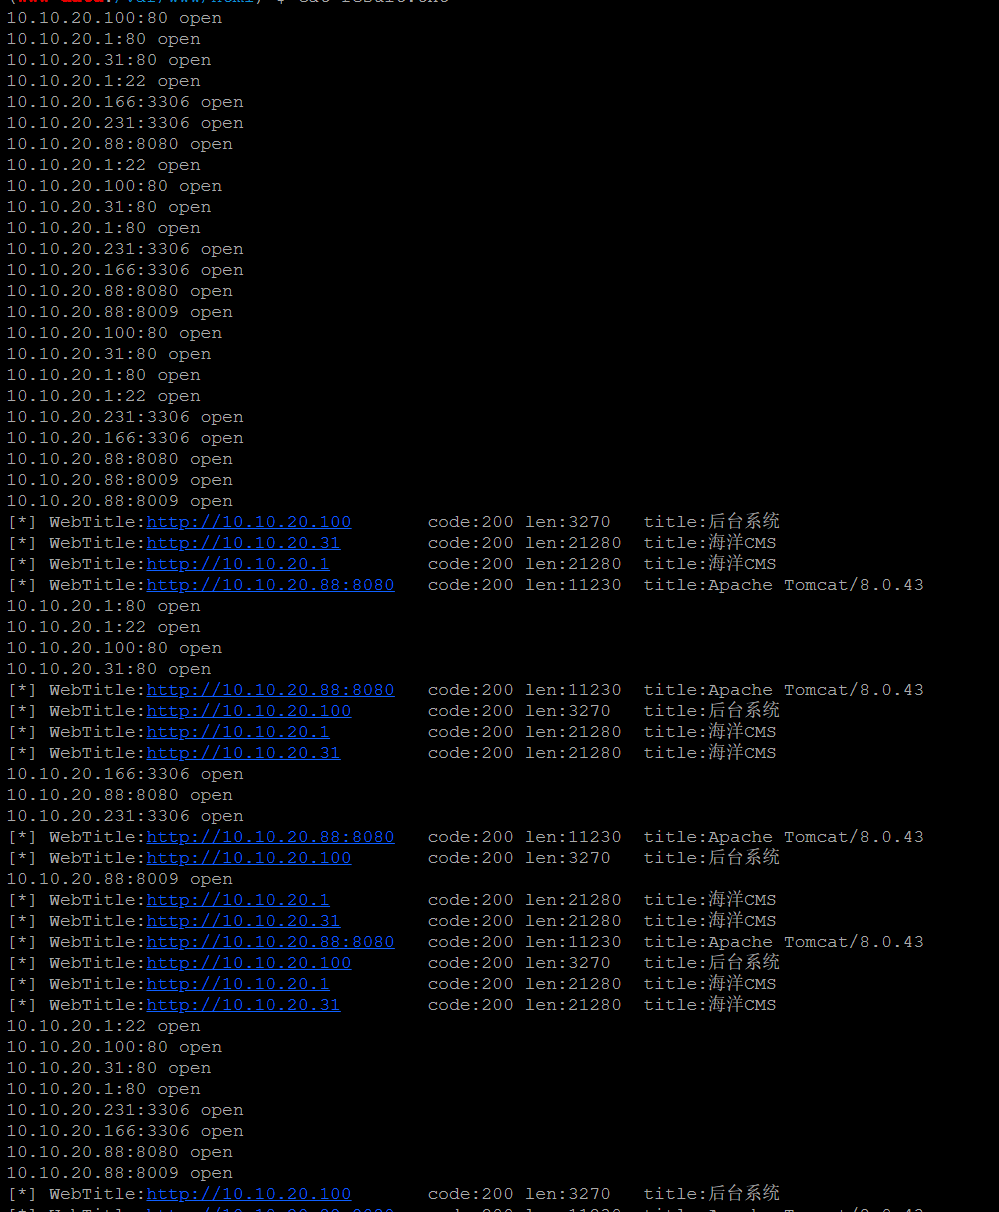 10.10.20.100:80 open
10.10.20.1:80 open
10.10.20.31:80 open
10.10.20.1:22 open
10.10.20.166:3306 open
10.10.20.231:3306 open
10.10.20.88:8080 open
10.10.20.1:22 open
10.10.20.100:80 open
10.10.20.31:80 open
10.10.20.1:80 open
10.10.20.231:3306 open
10.10.20.166:3306 open
10.10.20.88:8080 open
10.10.20.88:8009 open
10.10.20.100:80 open
10.10.20.31:80 open
10.10.20.1:80 open
10.10.20.1:22 open
10.10.20.231:3306 open
10.10.20.166:3306 open
10.10.20.88:8080 open
10.10.20.88:8009 open
10.10.20.88:8009 open
[*] WebTitle:http://10.10.20.100 code:200 len:3270 title:后台系统
[*] WebTitle:http://10.10.20.31 code:200 len:21280 title:海洋CMS
[*] WebTitle:http://10.10.20.1 code:200 len:21280 title:海洋CMS
[*] WebTitle:http://10.10.20.88:8080 code:200 len:11230 title:Apache Tomcat/8.0.43
10.10.20.1:80 open
10.10.20.1:22 open
10.10.20.100:80 open
10.10.20.31:80 open
[*] WebTitle:http://10.10.20.88:8080 code:200 len:11230 title:Apache Tomcat/8.0.43
[*] WebTitle:http://10.10.20.100 code:200 len:3270 title:后台系统
[*] WebTitle:http://10.10.20.1 code:200 len:21280 title:海洋CMS
[*] WebTitle:http://10.10.20.31 code:200 len:21280 title:海洋CMS
10.10.20.166:3306 open
10.10.20.88:8080 open
10.10.20.231:3306 open
[*] WebTitle:http://10.10.20.88:8080 code:200 len:11230 title:Apache Tomcat/8.0.43
[*] WebTitle:http://10.10.20.100 code:200 len:3270 title:后台系统
10.10.20.88:8009 open
[*] WebTitle:http://10.10.20.1 code:200 len:21280 title:海洋CMS
[*] WebTitle:http://10.10.20.31 code:200 len:21280 title:海洋CMS
[*] WebTitle:http://10.10.20.88:8080 code:200 len:11230 title:Apache Tomcat/8.0.43
[*] WebTitle:http://10.10.20.100 code:200 len:3270 title:后台系统
[*] WebTitle:http://10.10.20.1 code:200 len:21280 title:海洋CMS
[*] WebTitle:http://10.10.20.31 code:200 len:21280 title:海洋CMS
10.10.20.1:22 open
10.10.20.100:80 open
10.10.20.31:80 open
10.10.20.1:80 open
10.10.20.231:3306 open
10.10.20.166:3306 open
10.10.20.88:8080 open
10.10.20.88:8009 open
[*] WebTitle:http://10.10.20.100 code:200 len:3270 title:后台系统